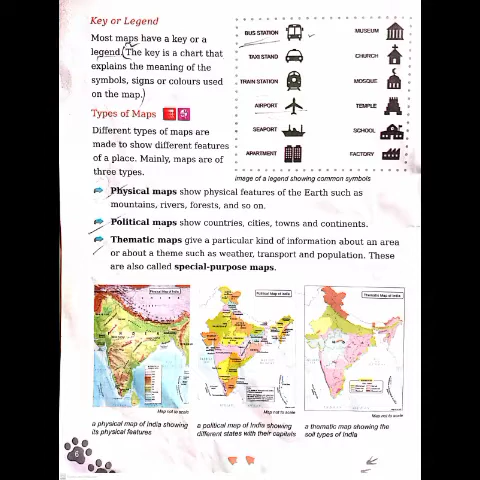 Key or Legend
Most maps have a key or a
legend. The key is a chart that
explains the meaning of the
symbols, signs or colours used
on the map.
BUS STATION
MUSEUM
TAXI STAND
CHURCH
TRAIN STATION
MOSQUE
AIRPORT
TEMPLE
SEAPORT
SCHOOL
APARTMENT
FACTORY
image of a legend showing common symbols
Types of Maps
Different types of maps are
made to show different features
of a place. Mainly, maps are of
three types.
Physical maps show physical features of the Earth such as
mountains, rivers, forests, and so on.
Political maps show countries, cities, towns and continents.
Thematic maps give a particular kind of information about an area
or about a theme such as weather, transport and population. These
are also called special-purpose maps.
Physical Map of India
Political Map of India
Thematic Map of India
Map not to scale
Map not to scale
Map not to scale
a physical map of India showing
its physical features
a political map of India showing
different states with their capitals
a thematic map showing the
soil types of India
6